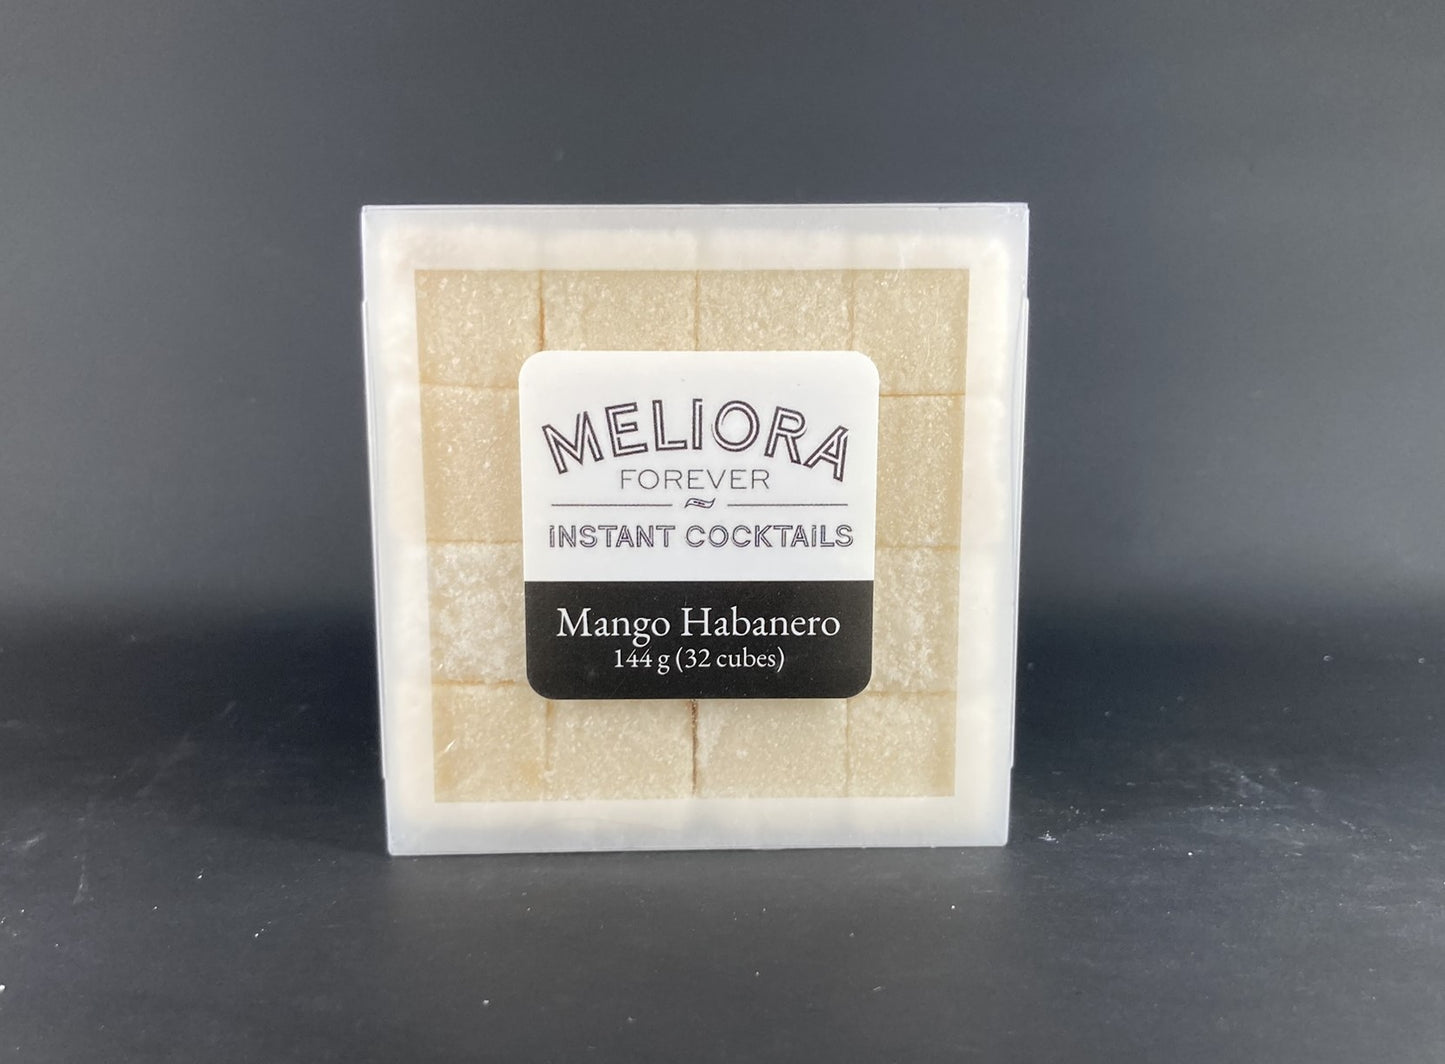 MELIORA
FOREVER
INSTANT COCKTAILS
Mango Habanero
144 g (32 cubes)